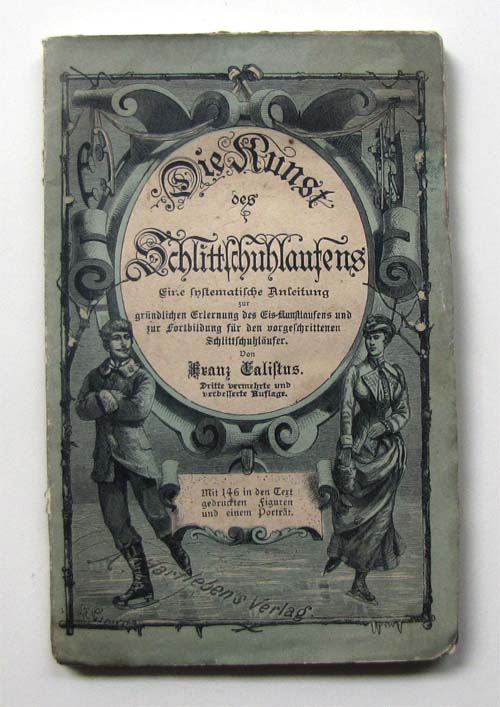 Die Kunst
des
Schlittschuhlaufens
Eine systematische Anleitung
zur
gründlichen Erlernung des Eis-Kunstlaufens und
zur Fortbildung für den vorgeschrittenen
Schlittschuhläufer.
Von
Franz Calistus.
Dritte vermehrte und
verbesserte Auflage.
Mit 146 in den Text
gedruckten Figuren
und einem Porträt.
A. Hartleben's Verlag.